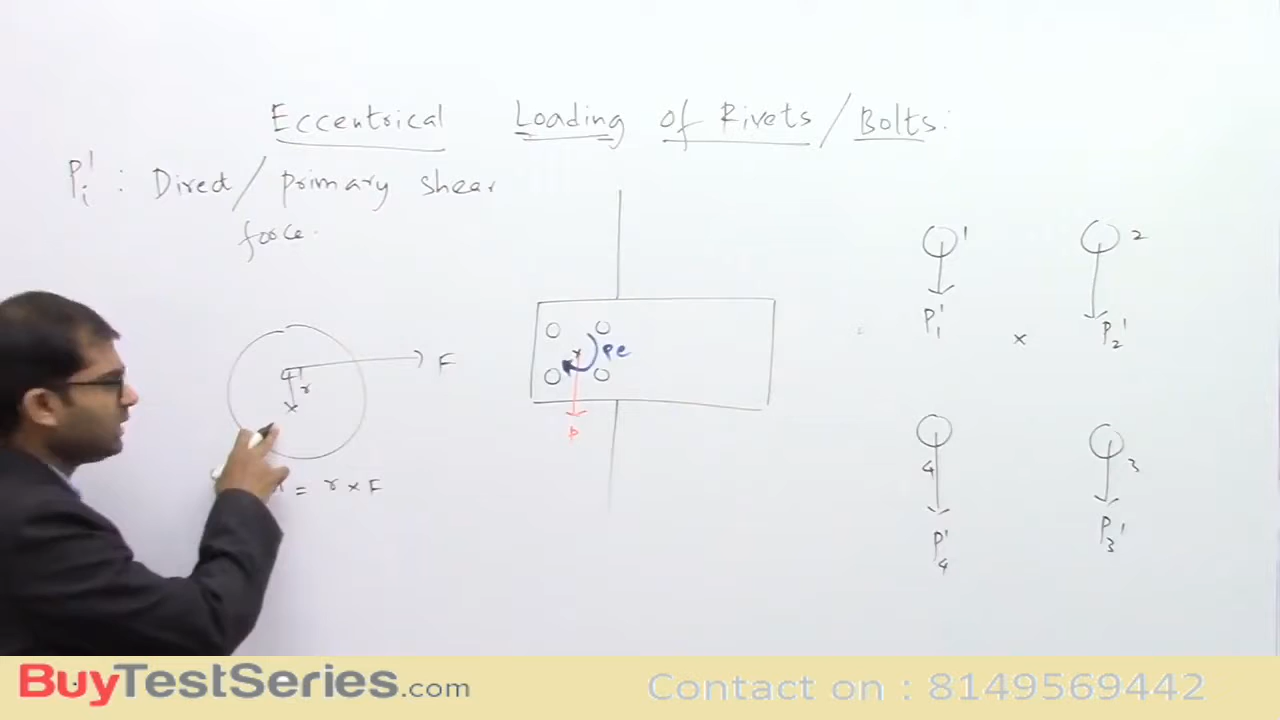 Eccentrical Loading of Rivets / Bolts:
Pi' : Direct / primary shear
force.
1
2
P1'
P2'
x
F
r
x
Pe
P
4
3
= r x F
P3'
P4'
BuyTestSeries.com
Contact on : 8149569442